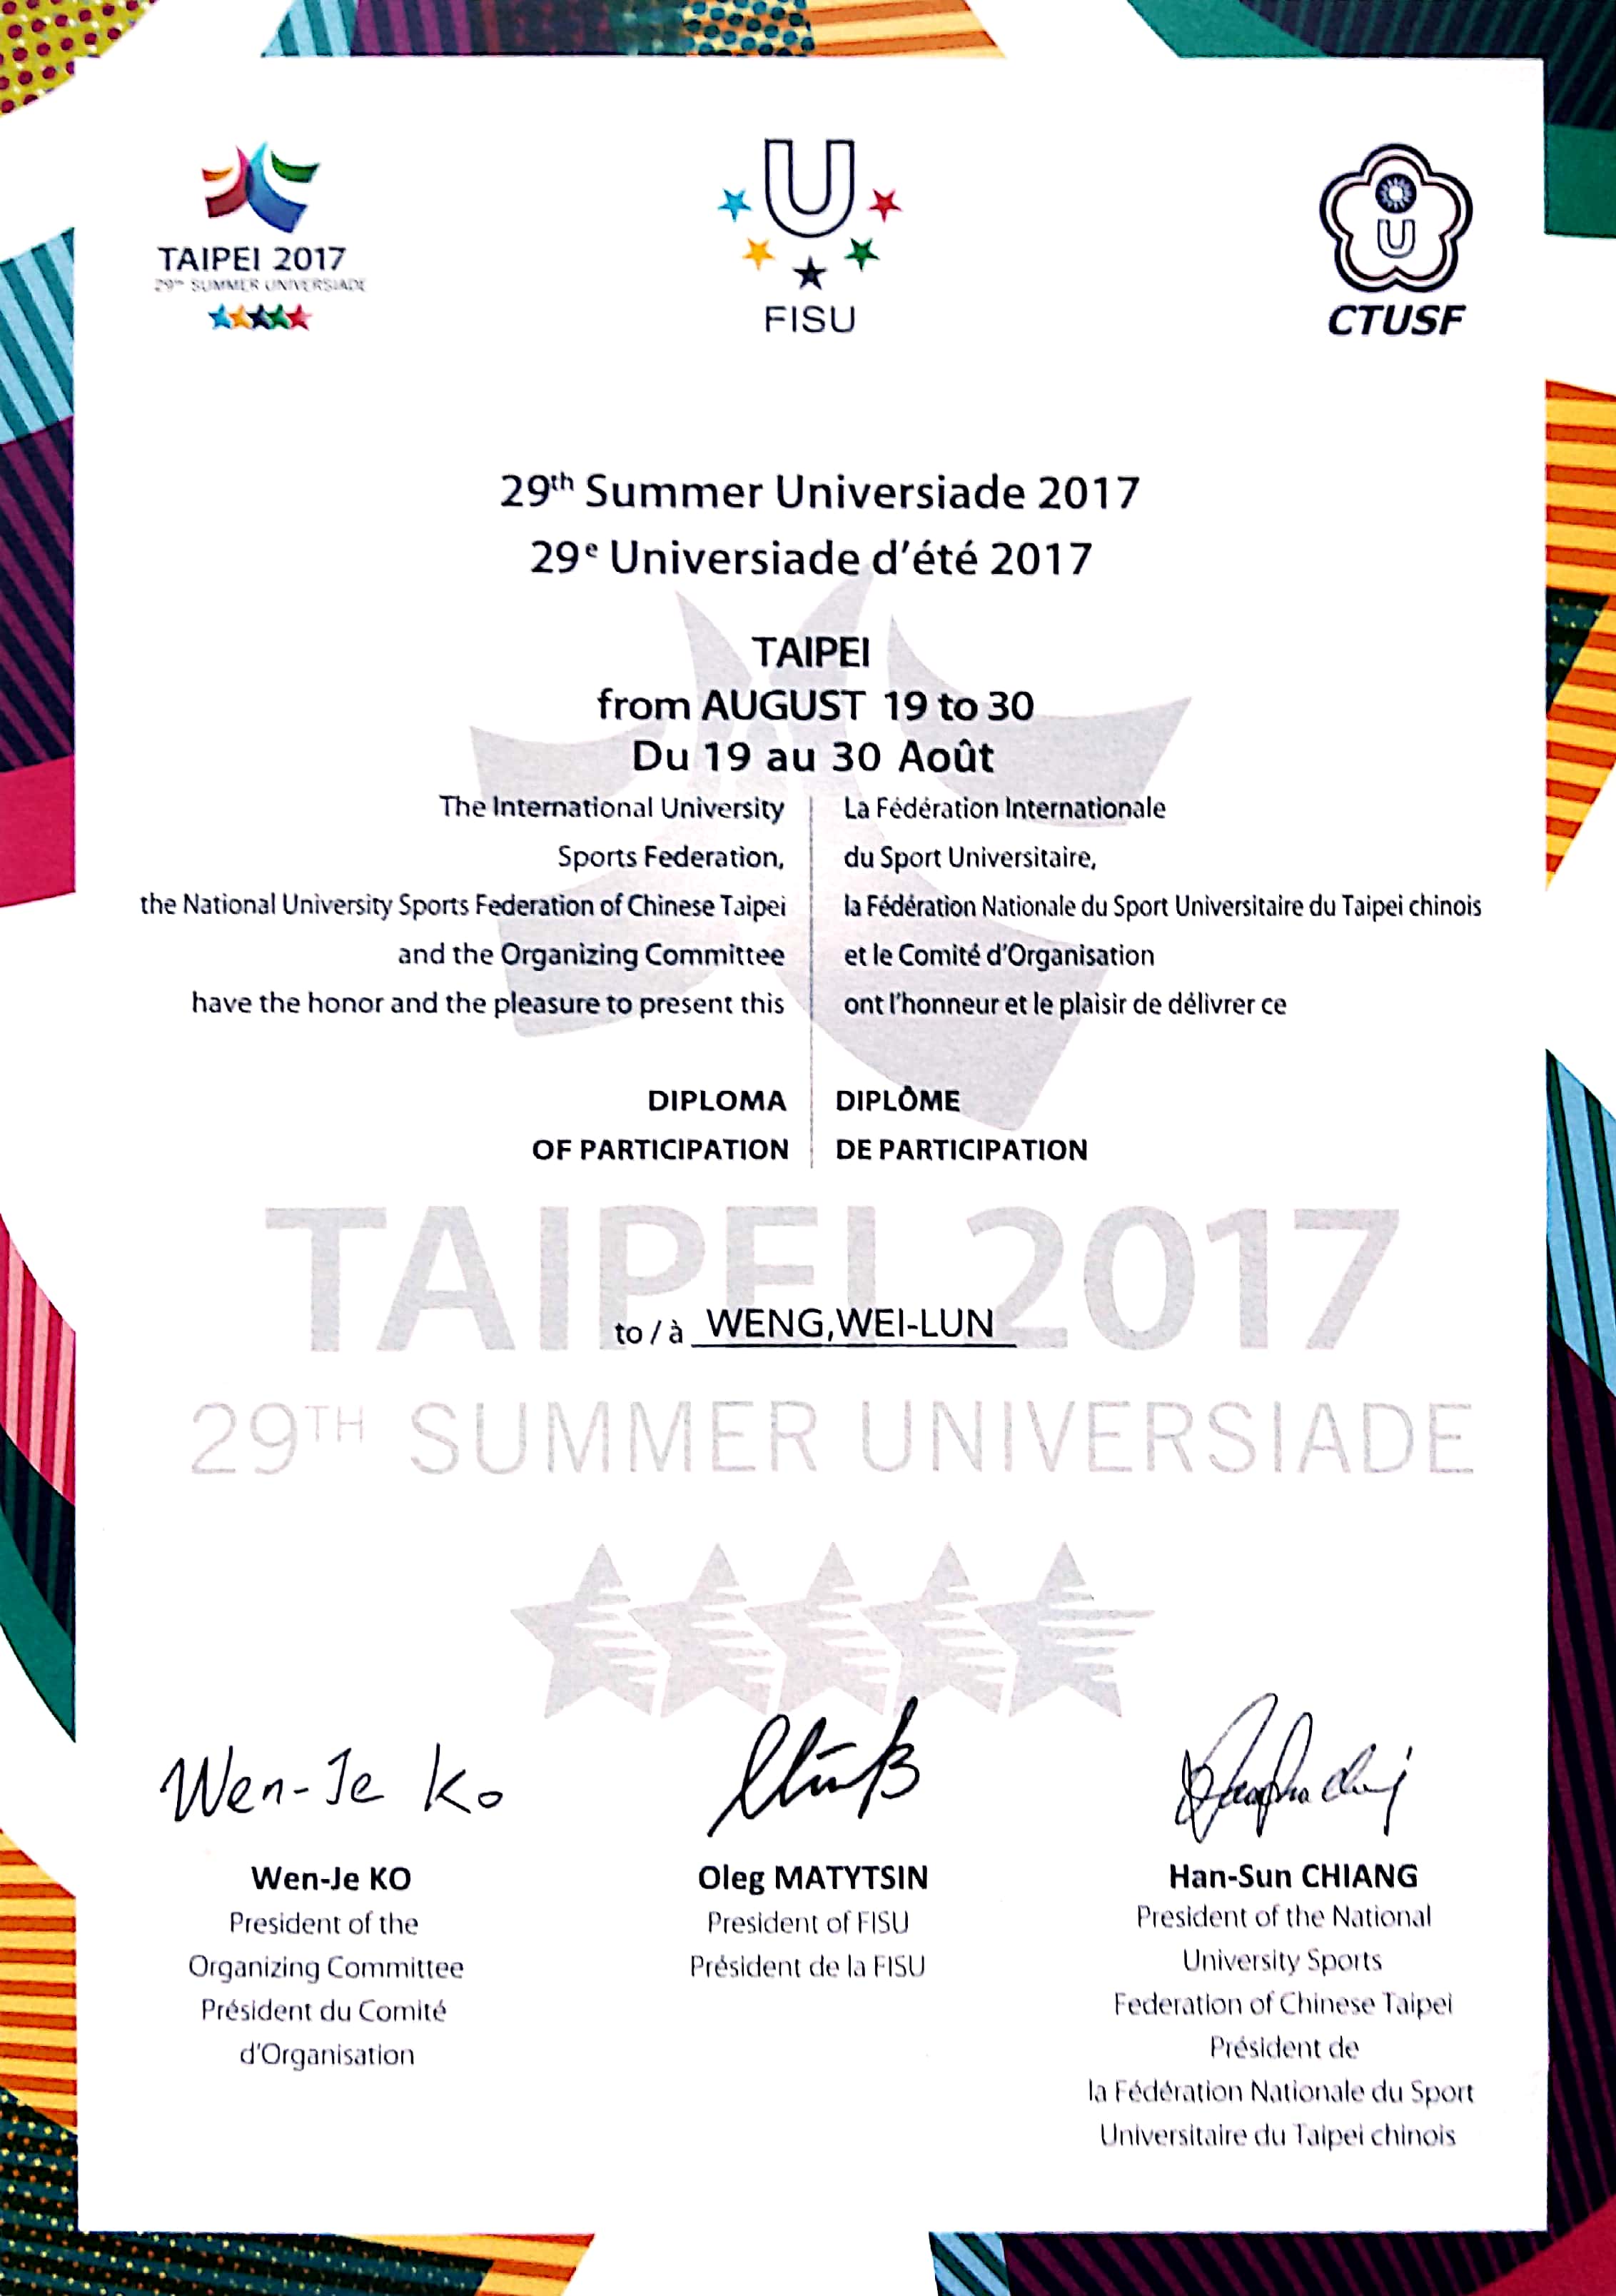 TAIPEI 2017
29TH SUMMER UNIVERSIADE
U
FISU
U
CTUSF
29th Summer Universiade 2017
29e Universiade d'été 2017
TAIPEI
from AUGUST 19 to 30
Du 19 au 30 Août
The International University
Sports Federation,
the National University Sports Federation of Chinese Taipei
and the Organizing Committee
have the honor and the pleasure to present this
DIPLOMA
OF PARTICIPATION
La Fédération Internationale
du Sport Universitaire,
la Fédération Nationale du Sport Universitaire du Taipei chinois
et le Comité d'Organisation
ont l'honneur et le plaisir de délivrer ce
DIPLÔME
DE PARTICIPATION
TAIPEI 2017
to / à WENG,WEI-LUN
29TH SUMMER UNIVERSIADE
Wen-Je Ko
Wen-Je KO
President of the
Organizing Committee
Président du Comité
d'Organisation
Oleg MATYTSIN
President of FISU
Président de la FISU
Han-Sun CHIANG
President of the National
University Sports
Federation of Chinese Taipei
Président de
la Fédération Nationale du Sport
Universitaire du Taipei chinois